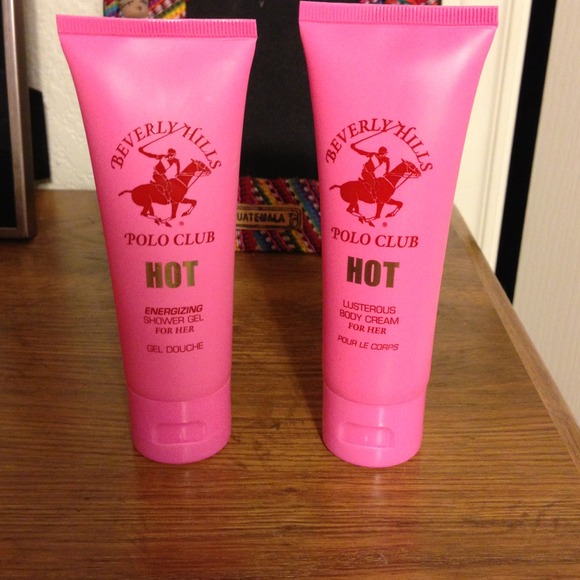 BEVERLY HILLS
POLO CLUB
HOT
ENERGIZING
SHOWER GEL
FOR HER
GEL DOUCHE
BEVERLY HILLS
POLO CLUB
HOT
LUSTEROUS
BODY CREAM
FOR HER
POUR LE CORPS
GUATEMALA